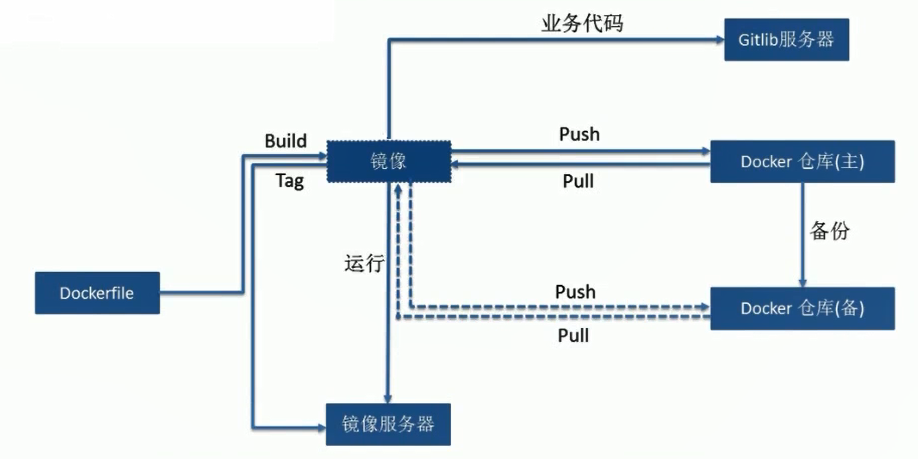 业务代码
Gitlib服务器
Build
Push
镜像
Docker 仓库(主)
Tag
Pull
备份
运行
Dockerfile
Push
Docker 仓库(备)
Pull
镜像服务器